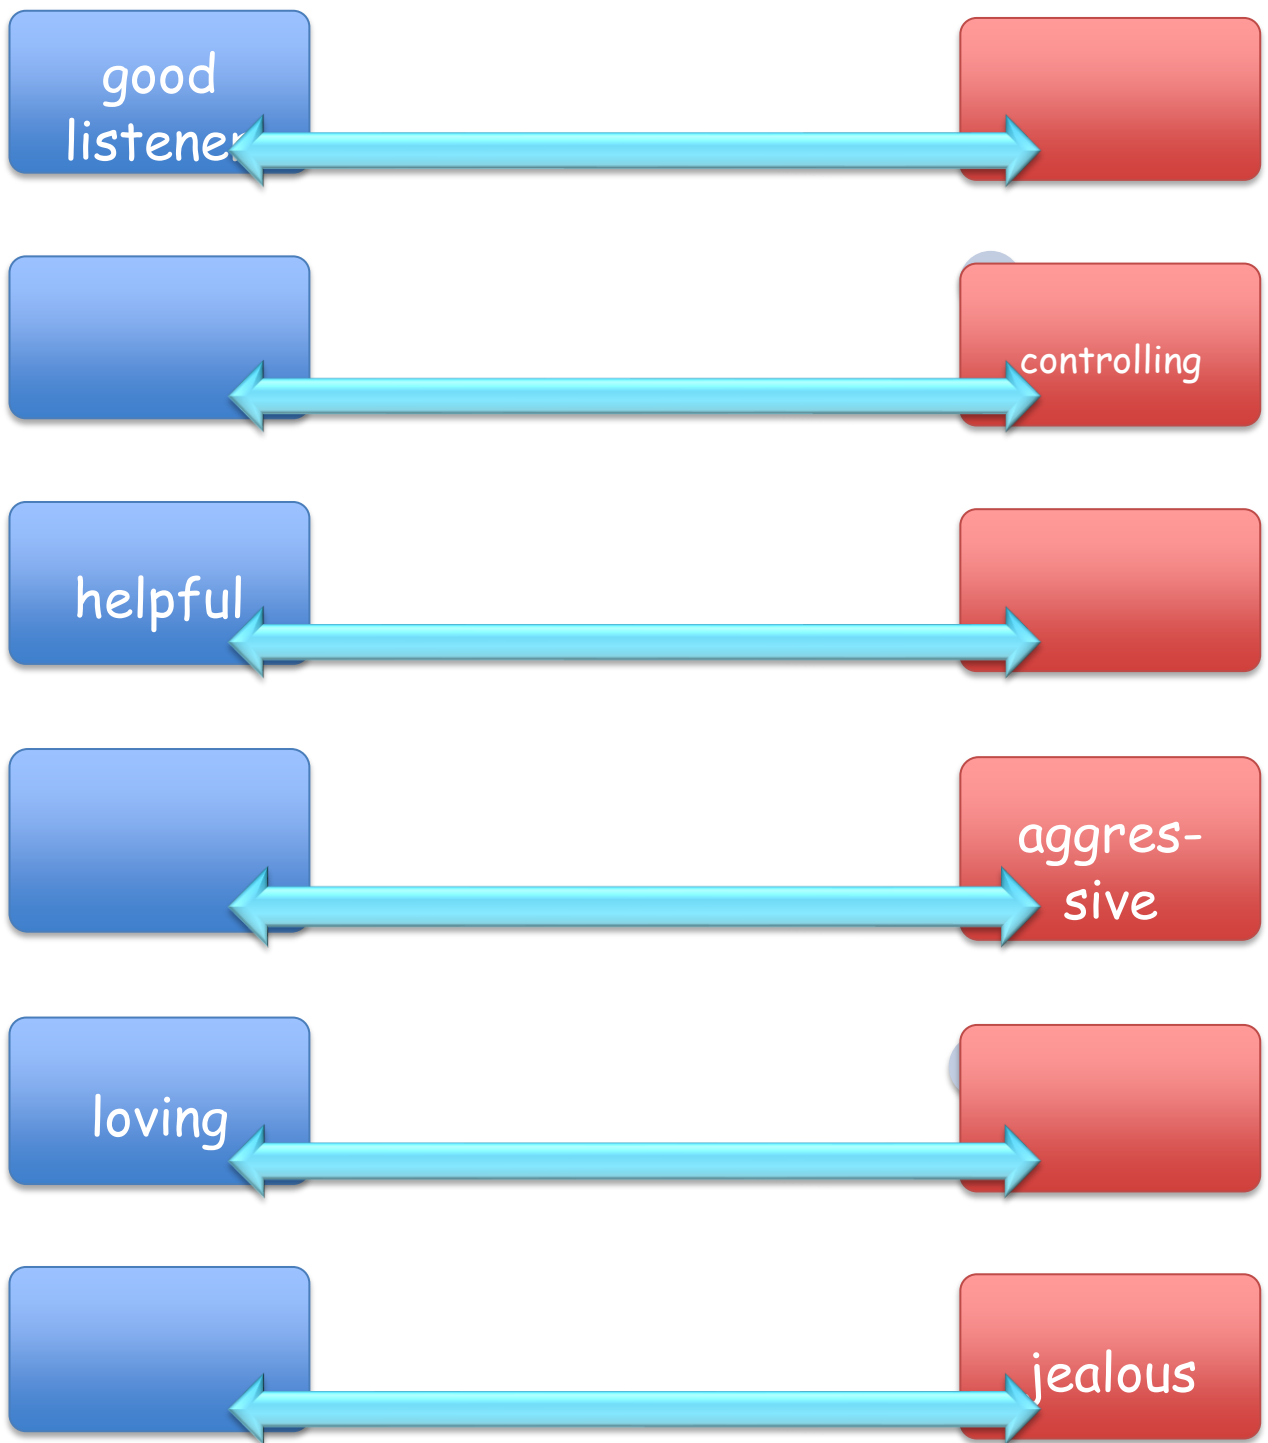 good
listener
controlling
helpful
aggres-
sive
loving
jealous